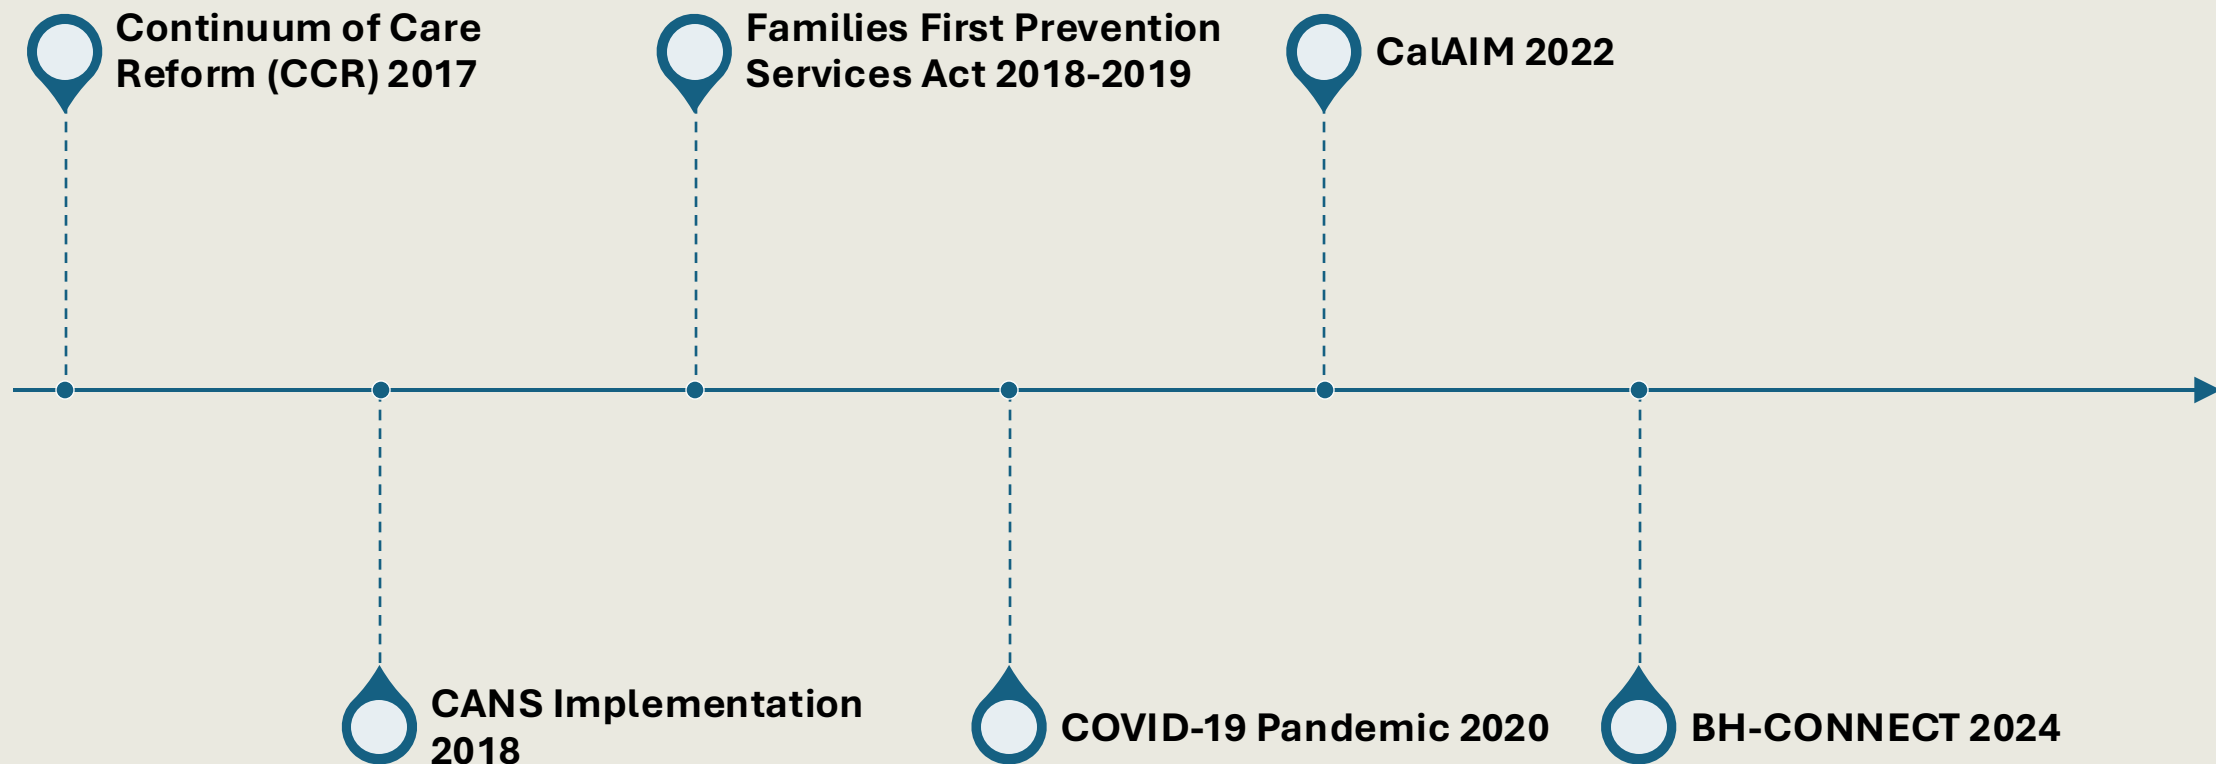 Continuum of Care
Reform (CCR) 2017
Families First Prevention
Services Act 2018-2019
CalAIM 2022
CANS Implementation
2018
COVID-19 Pandemic 2020
BH-CONNECT 2024